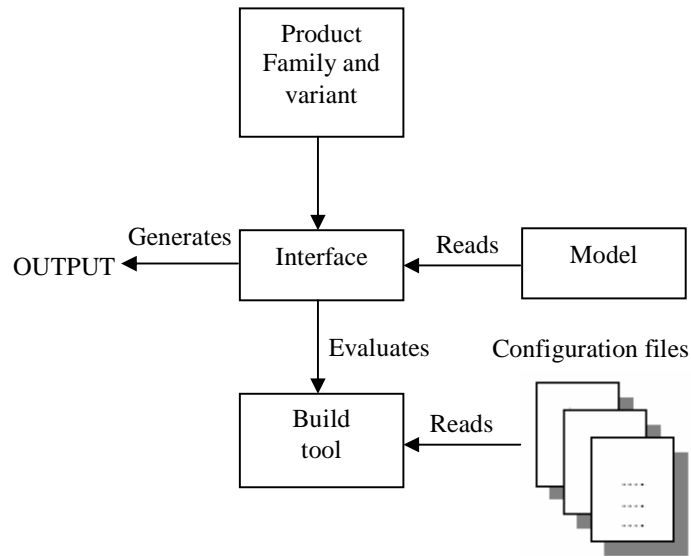 Product
Family and
variant
Generates
OUTPUT
Interface
Reads
Model
Evaluates
Configuration files
Build
tool
Reads